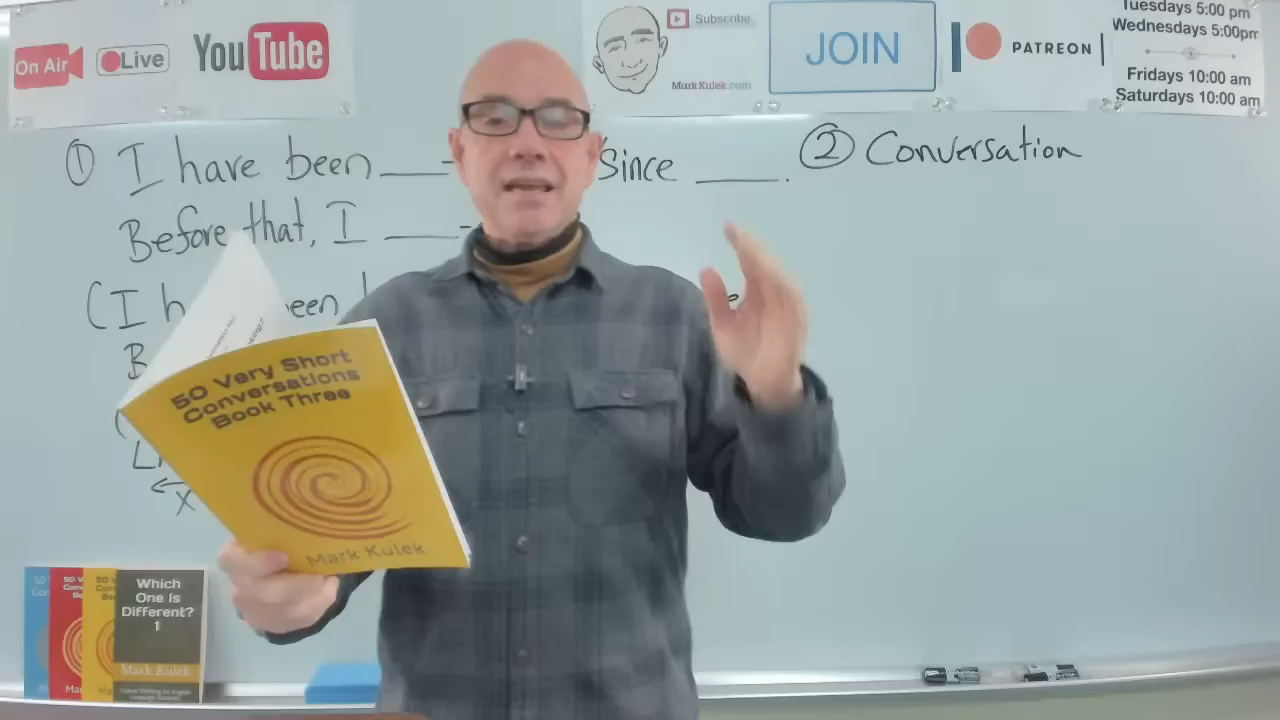 On Air
Live
YouTube
Subscribe
MarkKulek.com
JOIN
PATREON
Tuesdays 5:00 pm
Wednesdays 5:00pm
Fridays 10:00 am
Saturdays 10:00 am
① I have been ___- Since ___.
Before that, I ___-
(I h een
B
② Conversation
50 Very Short
Conversations
Book Three
Mark Kulek
Which
One Is
Different?
1
Mark Kulek